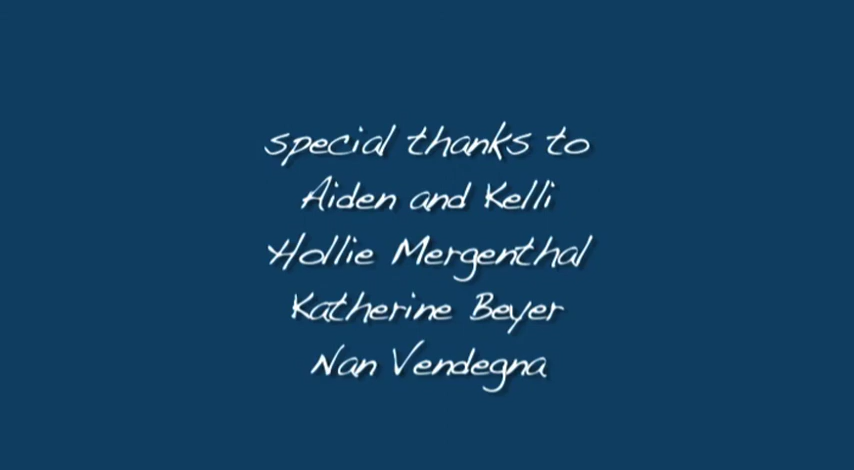 special thanks to
Aiden and Kelli
Hollie Mergenthal
Katherine Beyer
Nan Vendegna